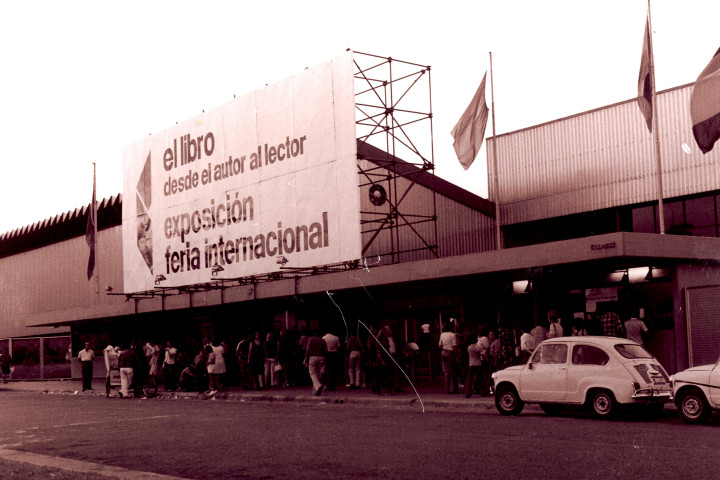 el libro
desde el autor al lector
exposición
feria internacional